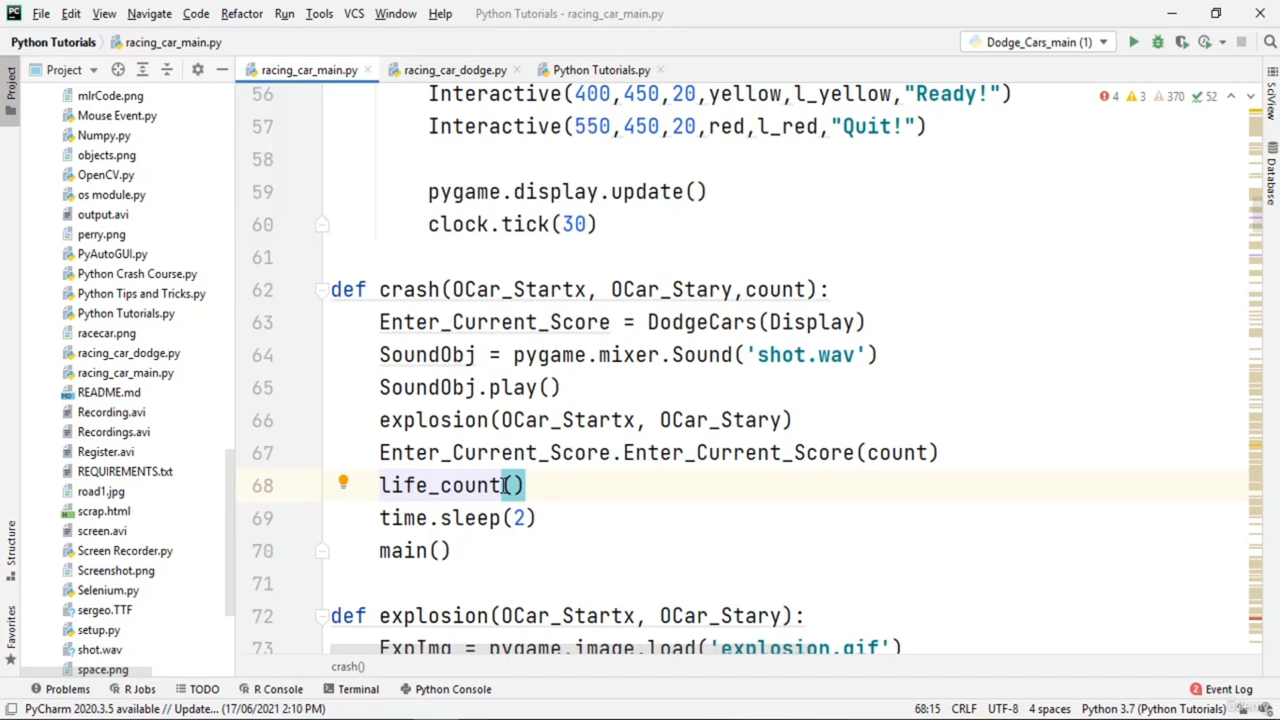 File Edit View Navigate Code Refactor Run Tools VCS Window Help Python Tutorials - racing_car_main.py
Python Tutorials racing_car_main.py Dodge_Cars_main (1)
Project racing_car_main.py racing_car_dodge.py Python Tutorials.py
4 3 370 52
mlrCode.png
Mouse Event.py
Numpy.py
objects.png
OpenCV.py
os module.py
output.avi
perry.png
PyAutoGUI.py
Python Crash Course.py
Python Tips and Tricks.py
Python Tutorials.py
racecar.png
racing_car_dodge.py
racing_car_main.py
README.md
Recording.avi
Recordings.avi
Register.avi
REQUIREMENTS.txt
road1.jpg
scrap.html
screen.avi
Screen Recorder.py
Screenshot.png
Selenium.py
sergeo.TTF
setup.py
shot.wav
space.png
56 Interactive(400,450,20,yellow,l_yellow,"Ready!")
57 Interactive(550,450,20,red,l_red,"Quit!")
58
59 pygame.display.update()
60 clock.tick(30)
61
62 def crash(OCar_Startx, OCar_Stary,count):
63 Enter_Current_Score = DodgeCars(Display)
64 SoundObj = pygame.mixer.Sound('shot.wav')
65 SoundObj.play()
66 explosion(OCar_Startx, OCar_Stary)
67 Enter_Current_Score.Enter_Current_Score(count)
68 life_count()
69 time.sleep(2)
70 main()
71
72 def explosion(OCar_Startx, OCar_Stary):
73 ExpImg = pygame.image.load('explosion.gif')
crash()
Project
Structure
Favorites
SciView
Database
Problems R Jobs TODO R Console Terminal Python Console Event Log
PyCharm 2020.3.5 available // Update... (17/06/2021 2:10 PM) 68:15 CRLF UTF-8 4 spaces Python 3.7 (Python Tutorials)